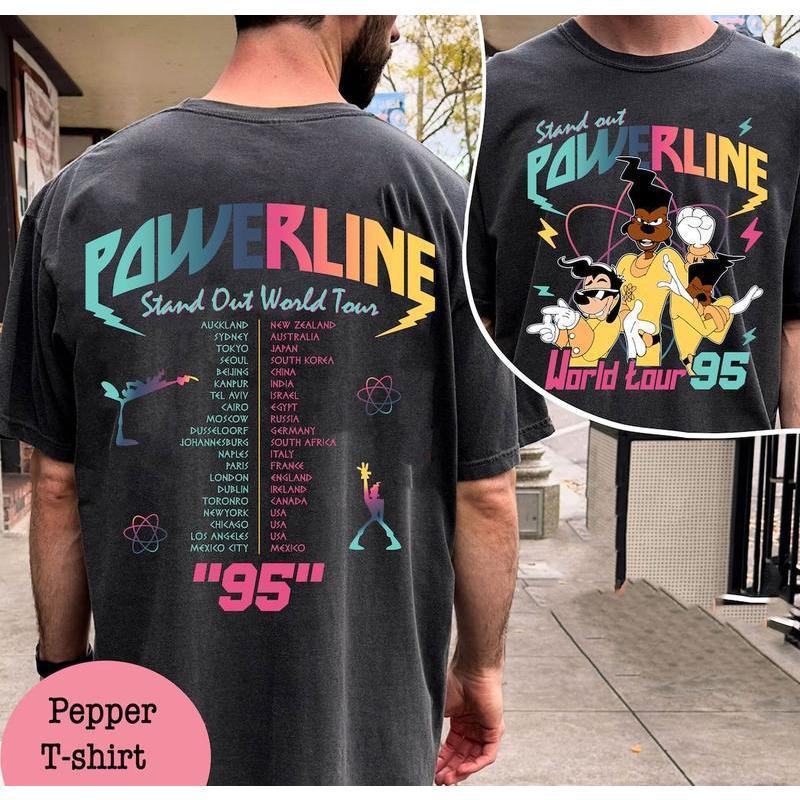 POWERLINE
Stand Out World Tour
AUCKLAND NEW ZEALAND
SYDNEY AUSTRALIA
TOKYO JAPAN
SEOUL SOUTH KOREA
BEIJING CHINA
KANPUR INDIA
TEL AVIV ISRAEL
CAIRO EGYPT
MOSCOW RUSSIA
DUSSELOORF GERMANY
JOHANNESBURG SOUTH AFRICA
NAPLES ITALY
PARIS FRANCE
LONDON ENGLAND
DUBLIN IRELAND
TORONRO CANADA
NEWYORK USA
CHICAGO USA
LOS ANGELES USA
MEXICO CITY MEXICO
"95"
Stand out
POWERLINE
World tour 95
Pepper
T-shirt